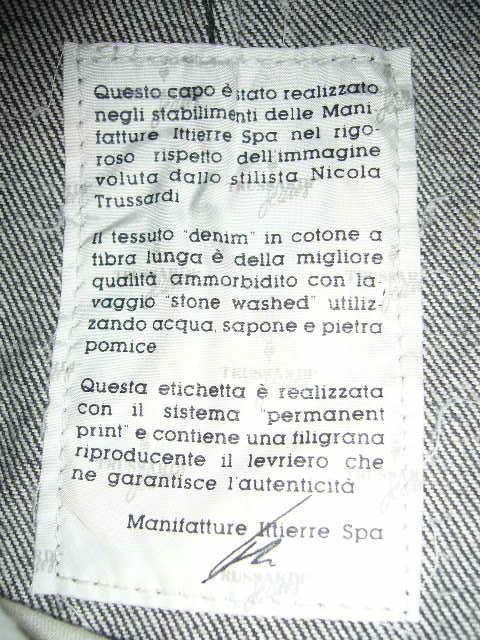 Questo capo è stato realizzato
negli stabilimenti delle Mani-
fatture Ittierre Spa nel rigo-
roso rispetto dell'immagine
voluta dallo stilista Nicola
Trussardi
Il tessuto "denim" in cotone a
fibra lunga è della migliore
qualità ammorbidito con la-
vaggio "stone washed" utiliz-
zando acqua, sapone e pietra
pomice
TRUSSARDI
Questa etichetta è realizzata
con il sistema "permanent
print" e contiene una filigrana
riproducente il levriero che
ne garantisce l'autenticità
Manifatture Ittierre Spa
TRUSSARDI